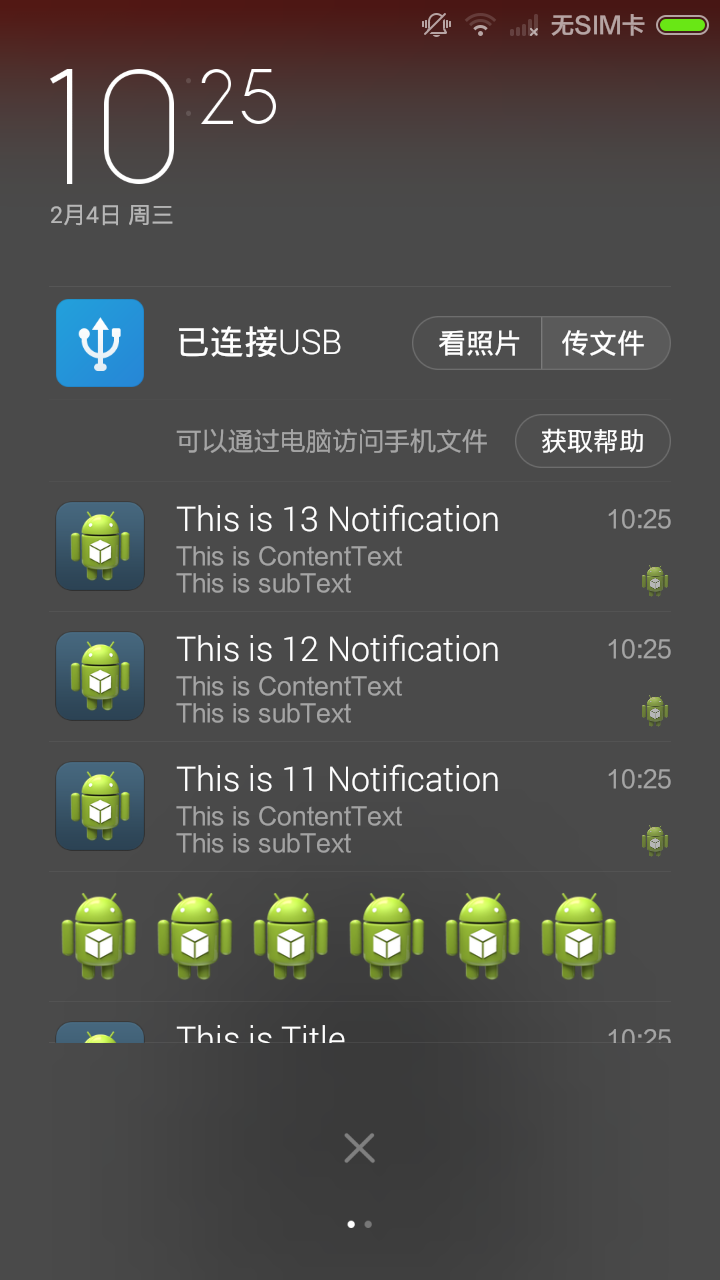 无SIM卡
10:25
2月4日 周三
已连接USB 看照片 传文件
可以通过电脑访问手机文件 获取帮助
This is 13 Notification 10:25
This is ContentText
This is subText
This is 12 Notification 10:25
This is ContentText
This is subText
This is 11 Notification 10:25
This is ContentText
This is subText
This is Title 10:25